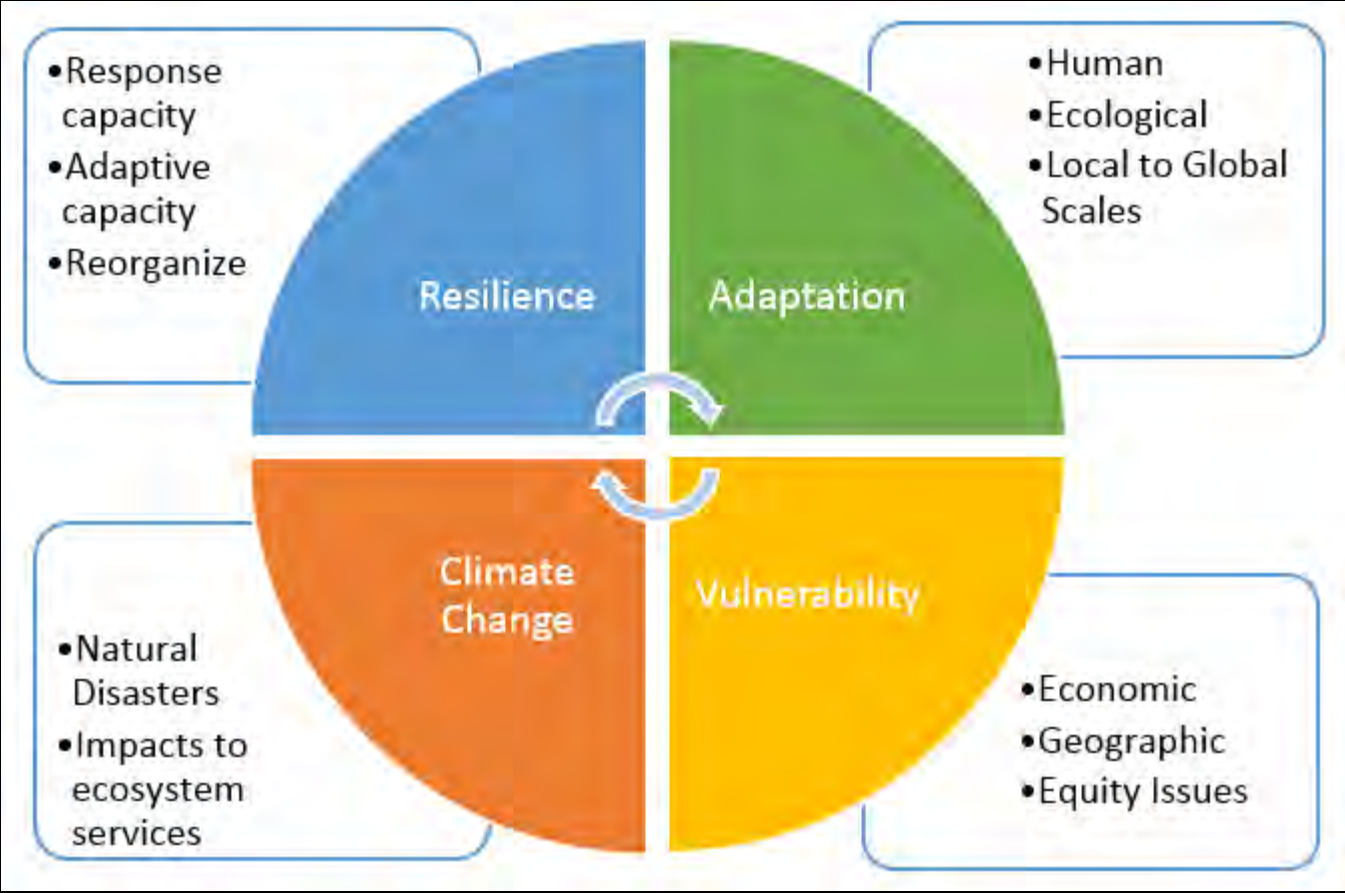 •Response
capacity
•Adaptive
capacity
•Reorganize
Resilience
•Human
•Ecological
•Local to Global
Scales
Adaptation
•Natural
Disasters
•Impacts to
ecosystem
services
Climate
Change
•Economic
•Geographic
•Equity Issues
Vulnerability